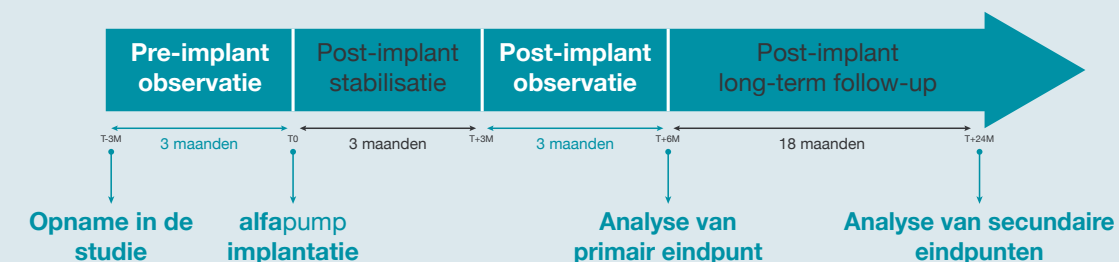 Pre-implant
observatie
Post-implant
stabilisatie
Post-implant
observatie
Post-implant
long-term follow-up
T-3M
3 maanden
T0
3 maanden
T+3M
3 maanden
T+6M
18 maanden
T+24M
Opname in de
studie
alfapump
implantatie
Analyse van
primair eindpunt
Analyse van secundaire
eindpunten